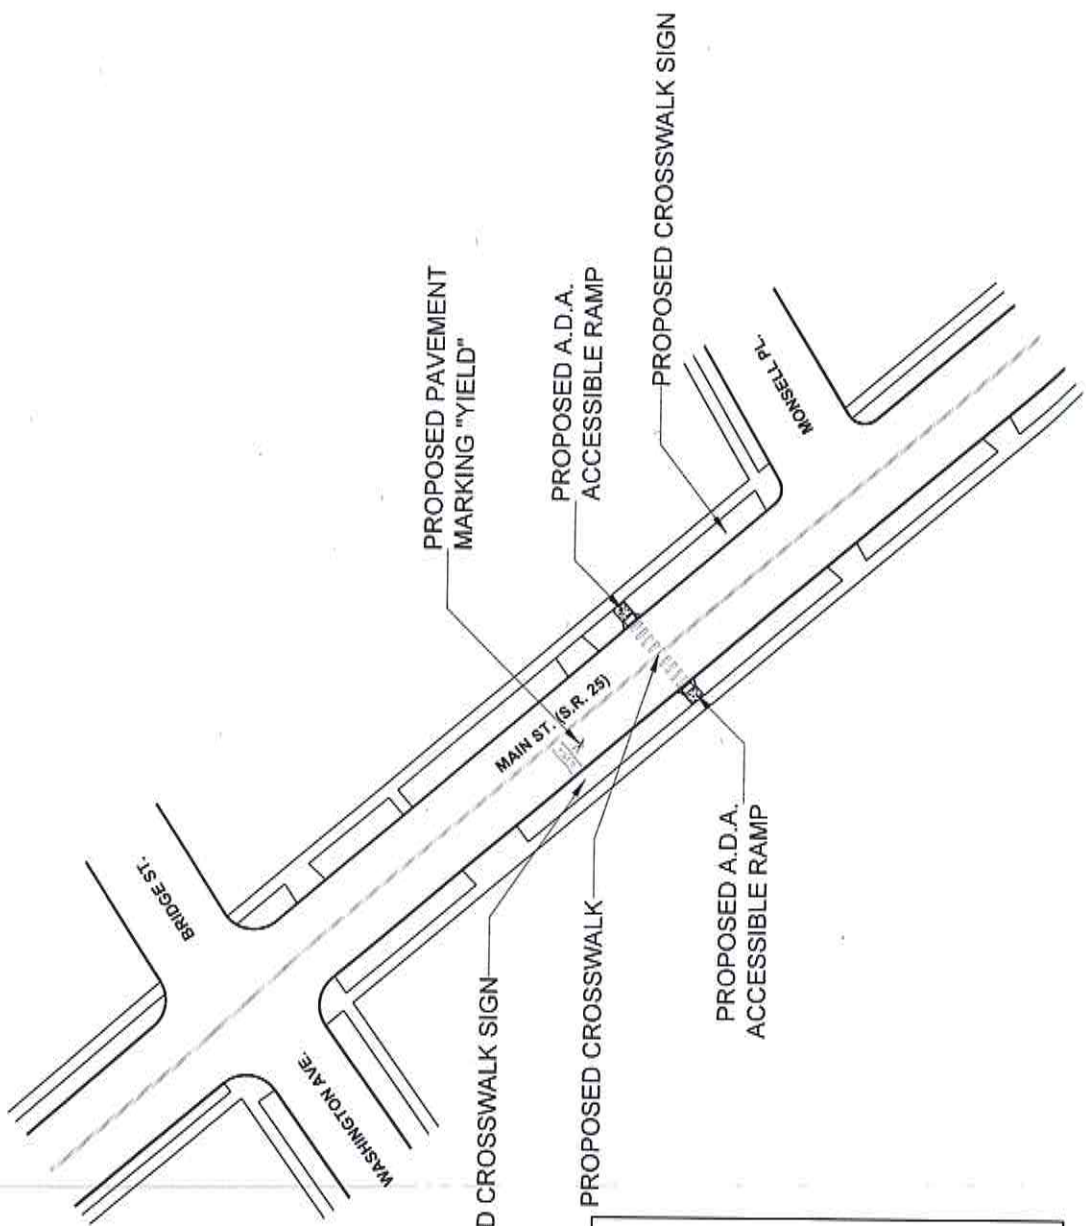 PROPOSED PAVEMENT
MARKING "YIELD"
PROPOSED A.D.A.
ACCESSIBLE RAMP
PROPOSED CROSSWALK SIGN
BRIDGE ST.
MAIN ST. (S.R. 25)
MONSELL PL.
WASHINGTON AVE.
D CROSSWALK SIGN
PROPOSED CROSSWALK
PROPOSED A.D.A.
ACCESSIBLE RAMP